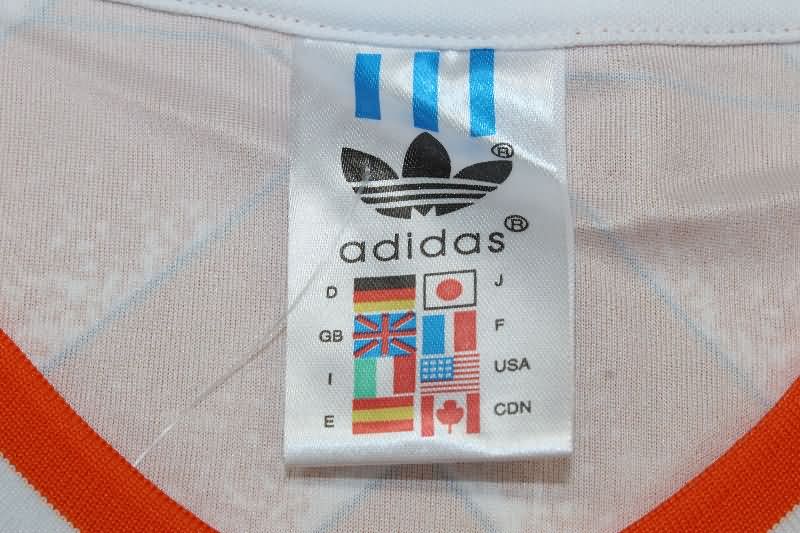 ®
adidas®
D J
GB F
I USA
E CDN